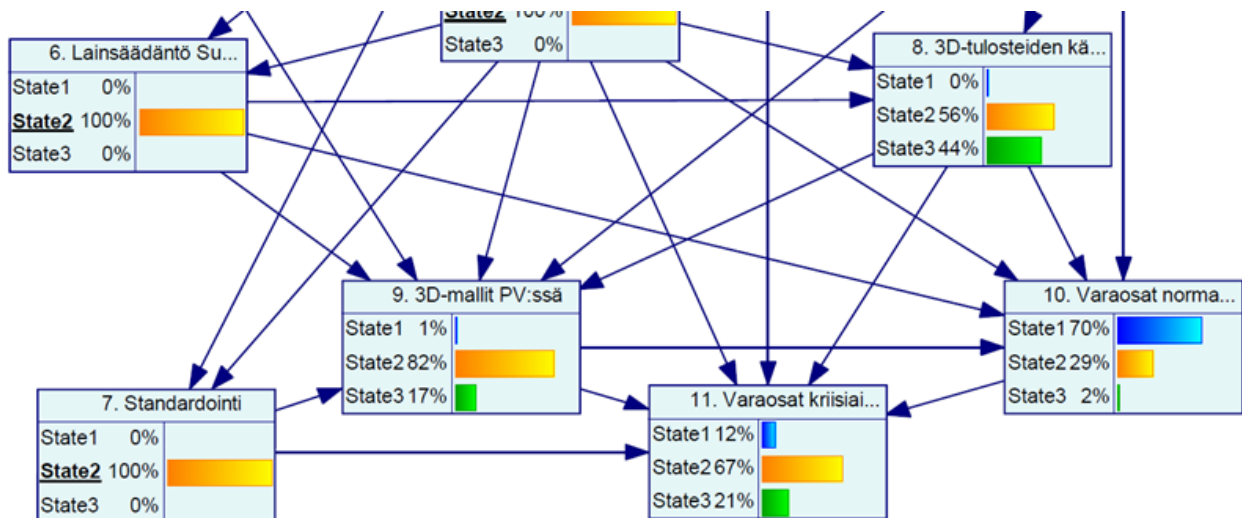 State2 100%
State3 0%
6. Lainsäädäntö Su...
State1 0%
State2 100%
State3 0%
8. 3D-tulosteiden kä...
State1 0%
State2 56%
State3 44%
9. 3D-mallit PV:ssä
State1 1%
State2 82%
State3 17%
10. Varaosat norma...
State1 70%
State2 29%
State3 2%
7. Standardointi
State1 0%
State2 100%
State3 0%
11. Varaosat kriisiai...
State1 12%
State2 67%
State3 21%